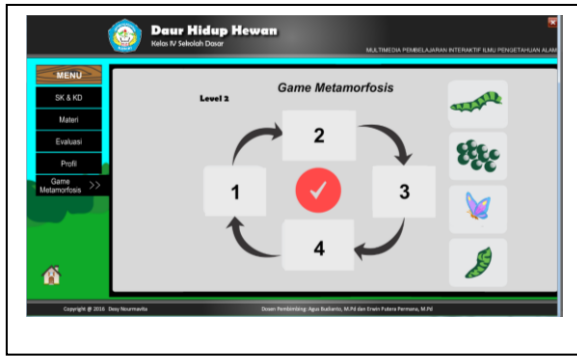 Daur Hidup Hewan
Kelas IV Sekolah Dasar
MULTIMEDIA PEMBELAJARAN INTERAKTIF ILMU PENGETAHUAN ALAM
MENU
SK & KD
Materi
Evaluasi
Profil
Game
Metamorfosis >>
Level 2
Game Metamorfosis
2
1
3
4
Copyright @ 2016 Desy Nourmavita
Dosen Pembimbing: Agus Budianto, M.Pd dan Erwin Putera Permana, M.Pd